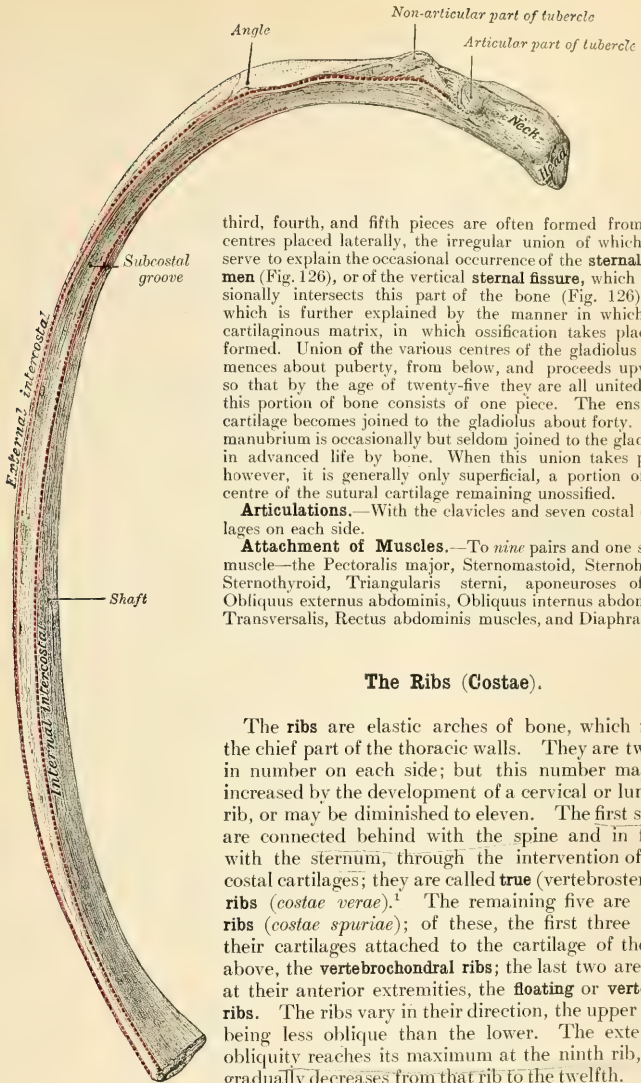 Non-articular part of tubercle
Angle
Articular part of tubercle
Neck
Head
third, fourth, and fifth pieces are often formed from
centres placed laterally, the irregular union of which
serve to explain the occasional occurrence of the sternal
men (Fig. 126), or of the vertical sternal fissure, which
sionally intersects this part of the bone (Fig. 126)
which is further explained by the manner in which
cartilaginous matrix, in which ossification takes plac
formed. Union of the various centres of the gladiolus
mences about puberty, from below, and proceeds upw
so that by the age of twenty-five they are all united
this portion of bone consists of one piece. The ens
cartilage becomes joined to the gladiolus about forty.
manubrium is occasionally but seldom joined to the glad
in advanced life by bone. When this union takes p
however, it is generally only superficial, a portion o
centre of the sutural cartilage remaining unossified.
Articulations.—With the clavicles and seven costal
lages on each side.
Attachment of Muscles.—To nine pairs and one s
muscle—the Pectoralis major, Sternomastoid, Sternoh
Sternothyroid, Triangularis sterni, aponeuroses of
Obliquus externus abdominis, Obliquus internus abdom
Transversalis, Rectus abdominis muscles, and Diaphra
Subcostal
groove
External intercostal
Shaft
Internal intercostal
The Ribs (Costae).
The ribs are elastic arches of bone, which
the chief part of the thoracic walls. They are tw
in number on each side; but this number ma
increased by the development of a cervical or lum
rib, or may be diminished to eleven. The first s
are connected behind with the spine and in f
with the sternum, through the intervention of
costal cartilages; they are called true (vertebroster
ribs (costae verae).¹ The remaining five are
ribs (costae spuriae); of these, the first three
their cartilages attached to the cartilage of the
above, the vertebrochondral ribs; the last two are
at their anterior extremities, the floating or vert
ribs. The ribs vary in their direction, the upper
being less oblique than the lower. The exte
obliquity reaches its maximum at the ninth rib,
gradually decreases from that rib to the twelfth.